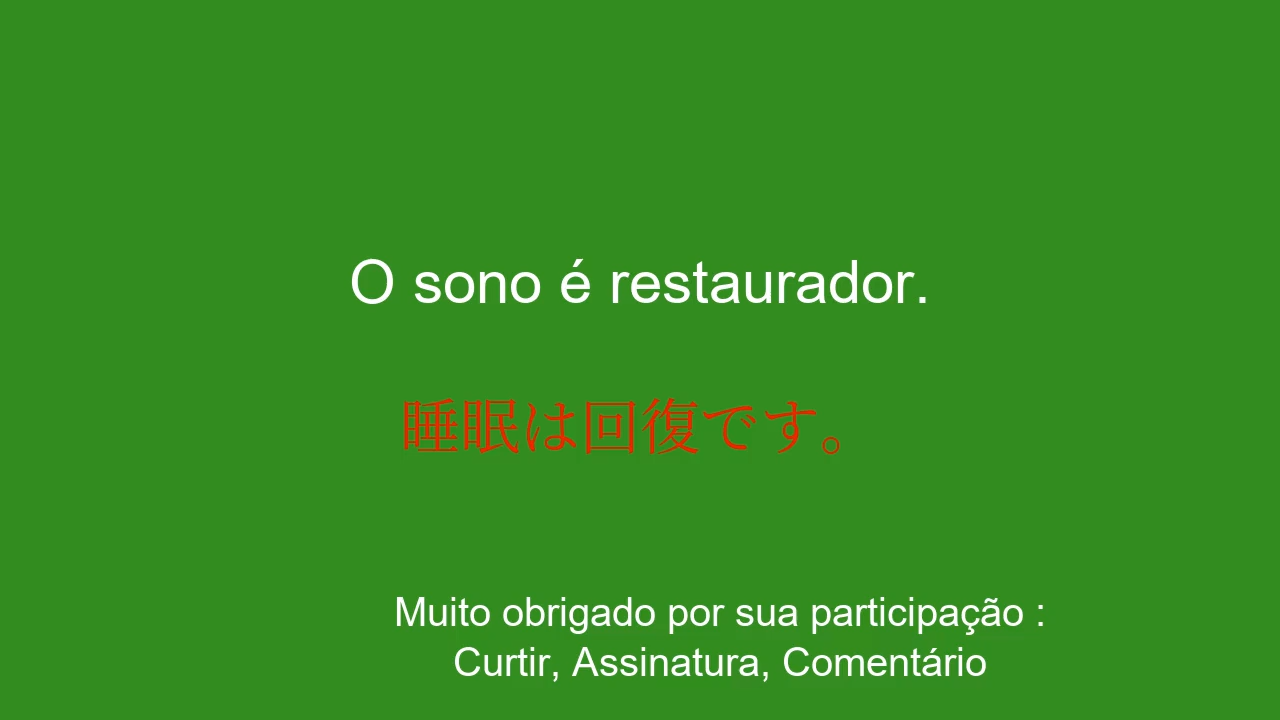 O sono é restaurador.
睡眠は回復です。
Muito obrigado por sua participação :
Curtir, Assinatura, Comentário